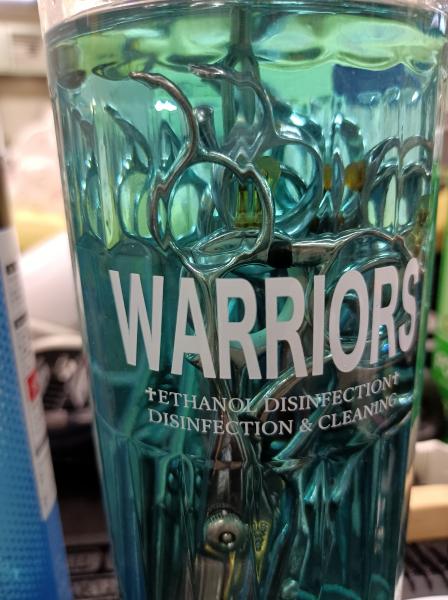 WARRIORS
✝ETHANOL DISINFECTION✝
DISINFECTION & CLEANING